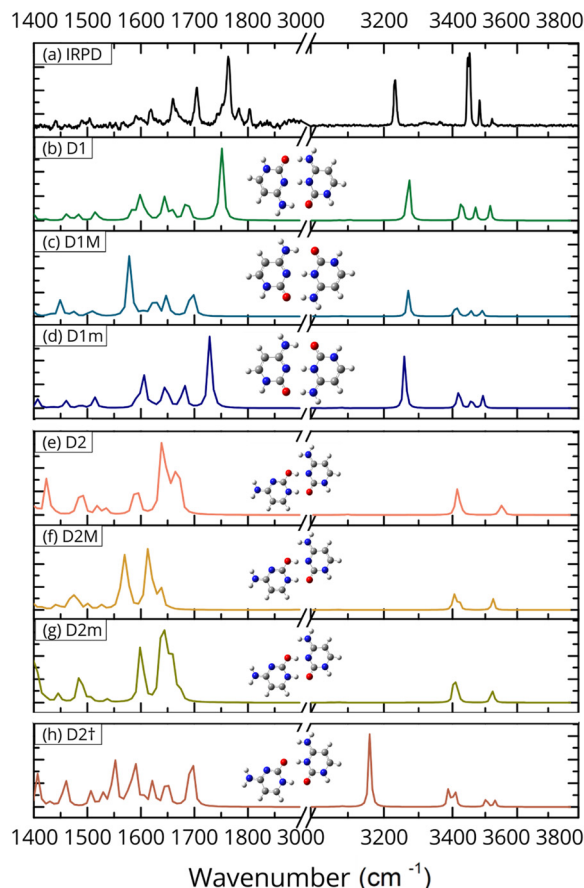 1400 1500 1600 1700 1800 3000 3200 3400 3600 3800
(a) IRPD
(b) D1
(c) D1M
(d) D1m
(e) D2
(f) D2M
(g) D2m
(h) D2†
1400 1500 1600 1700 1800 3000 3200 3400 3600 3800
Wavenumber (cm -1)